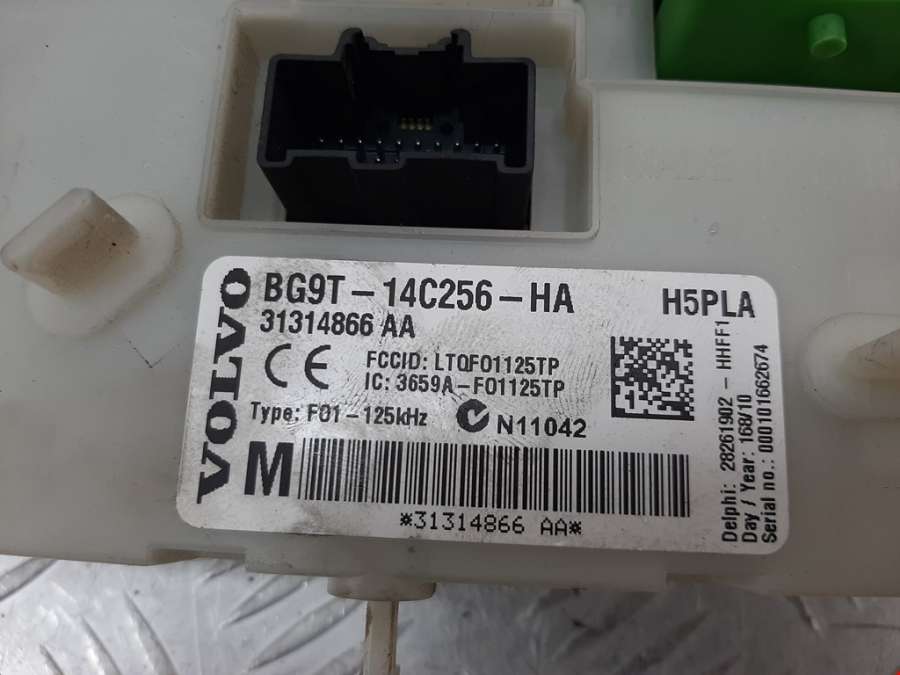 VOLVO
BG9T-14C256-HA
H5PLA
31314866 AA
CE
FCCID: LTQF01125TP
IC: 3659A-F01125TP
Type: F01-125kHz
N11042
M
*31314866 AA*
Delphi: 28261902 - HHFF1
Day / Year: 168/10
Serial no.: 000101662674